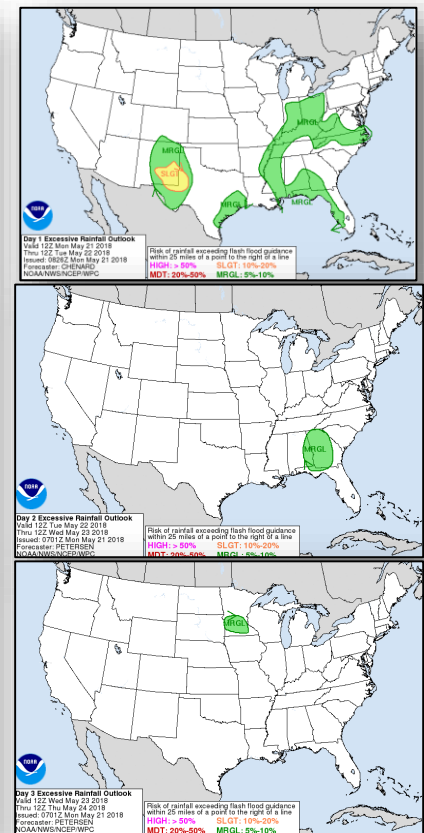 MRGL
MRGL
SLGT
MRGL
MRGL
NOAA
Day 1 Excessive Rainfall Outlook
Valid 12Z Mon May 21 2018
Thru 12Z Tue May 22 2018
Issued: 0826Z Mon May 21 2018
Forecaster: CHENARD
NOAA/NWS/NCEP/WPC
Risk of rainfall exceeding flash flood guidance
within 25 miles of a point to the right of a line
HIGH: > 50% SLGT: 10%-20%
MDT: 20%-50% MRGL: 5%-10%
MRGL
NOAA
Day 2 Excessive Rainfall Outlook
Valid 12Z Tue May 22 2018
Thru 12Z Wed May 23 2018
Issued: 0701Z Mon May 21 2018
Forecaster: PETERSEN
NOAA/NWS/NCEP/WPC
Risk of rainfall exceeding flash flood guidance
within 25 miles of a point to the right of a line
HIGH: > 50% SLGT: 10%-20%
MDT: 20%-50% MRGL: 5%-10%
MRGL
NOAA
Day 3 Excessive Rainfall Outlook
Valid 12Z Wed May 23 2018
Thru 12Z Thu May 24 2018
Issued: 0701Z Mon May 21 2018
Forecaster: PETERSEN
NOAA/NWS/NCEP/WPC
Risk of rainfall exceeding flash flood guidance
within 25 miles of a point to the right of a line
HIGH: > 50% SLGT: 10%-20%
MDT: 20%-50% MRGL: 5%-10%